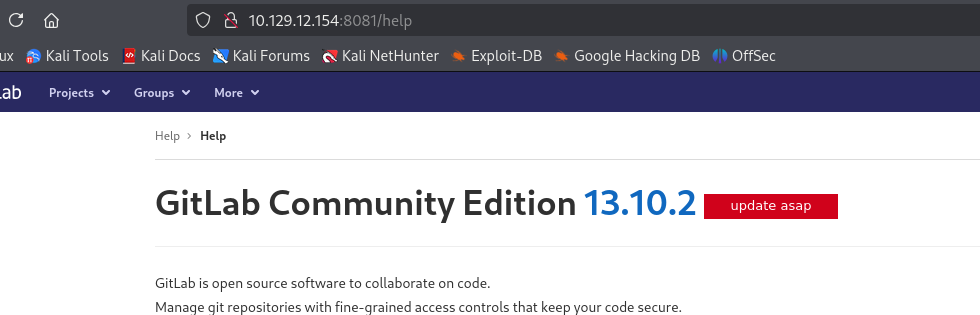 10.129.12.154:8081/help
ux Kali Tools Kali Docs Kali Forums Kali NetHunter Exploit-DB Google Hacking DB OffSec
ab Projects Groups More
Help > Help
GitLab Community Edition 13.10.2 update asap
GitLab is open source software to collaborate on code.
Manage git repositories with fine-grained access controls that keep your code secure.